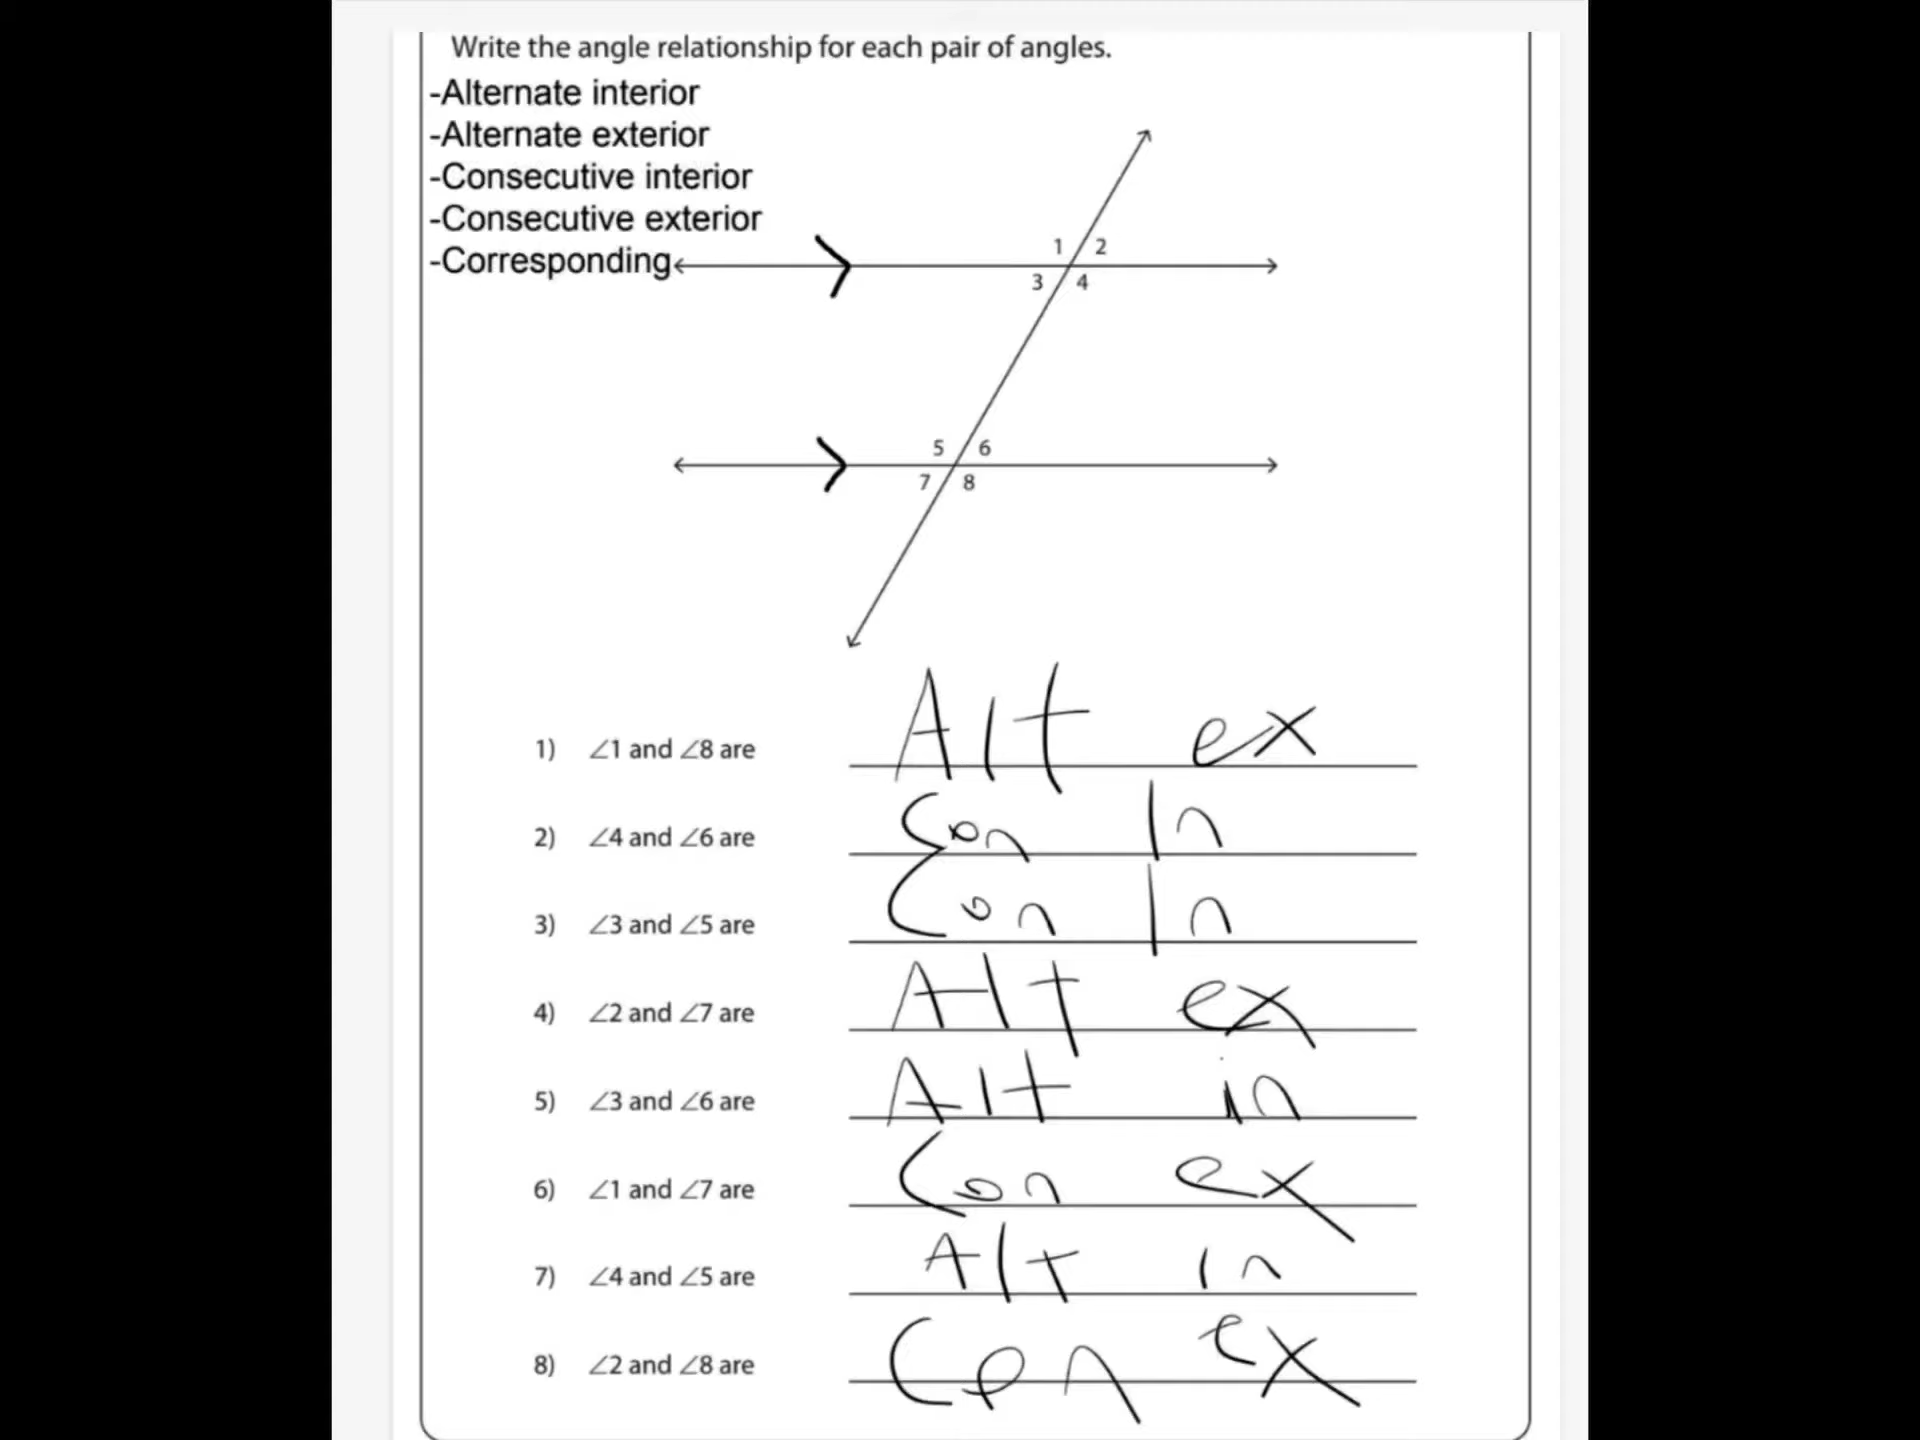 Write the angle relationship for each pair of angles.
-Alternate interior
-Alternate exterior
-Consecutive interior
-Consecutive exterior
-Corresponding
1 2
3 4
5 6
7 8
1) ∠1 and ∠8 are Alt ex
2) ∠4 and ∠6 are Con In
3) ∠3 and ∠5 are Con In
4) ∠2 and ∠7 are Alt ex
5) ∠3 and ∠6 are Alt in
6) ∠1 and ∠7 are Con ex
7) ∠4 and ∠5 are Alt in
8) ∠2 and ∠8 are Con ex